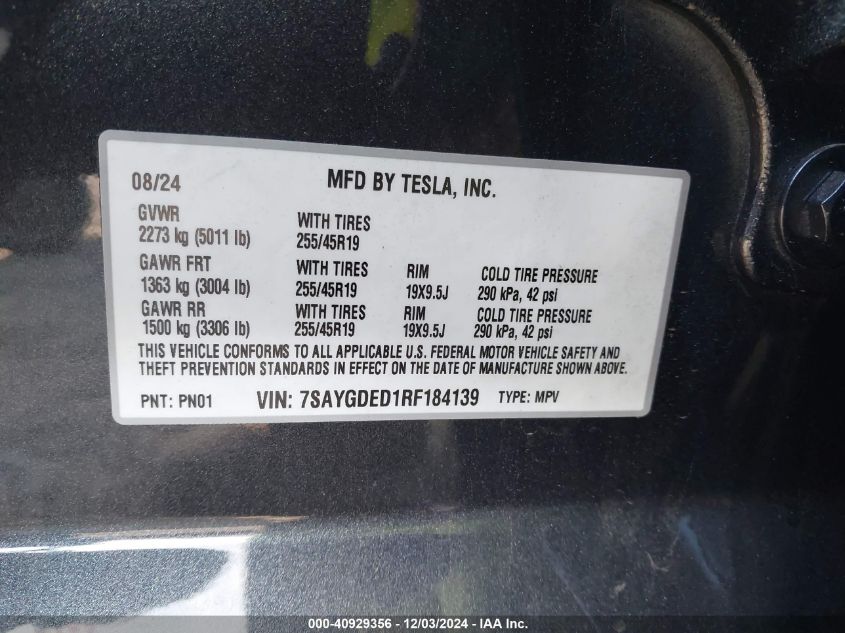 08/24 MFD BY TESLA, INC.
GVWR WITH TIRES
2273 kg (5011 lb) 255/45R19
GAWR FRT WITH TIRES RIM COLD TIRE PRESSURE
1363 kg (3004 lb) 255/45R19 19X9.5J 290 kPa, 42 psi
GAWR RR WITH TIRES RIM COLD TIRE PRESSURE
1500 kg (3306 lb) 255/45R19 19X9.5J 290 kPa, 42 psi
THIS VEHICLE CONFORMS TO ALL APPLICABLE U.S. FEDERAL MOTOR VEHICLE SAFETY AND
THEFT PREVENTION STANDARDS IN EFFECT ON THE DATE OF MANUFACTURE SHOWN ABOVE.
PNT: PN01 VIN: 7SAYGDED1RF184139 TYPE: MPV
000-40929356 - 12/03/2024 - IAA Inc.